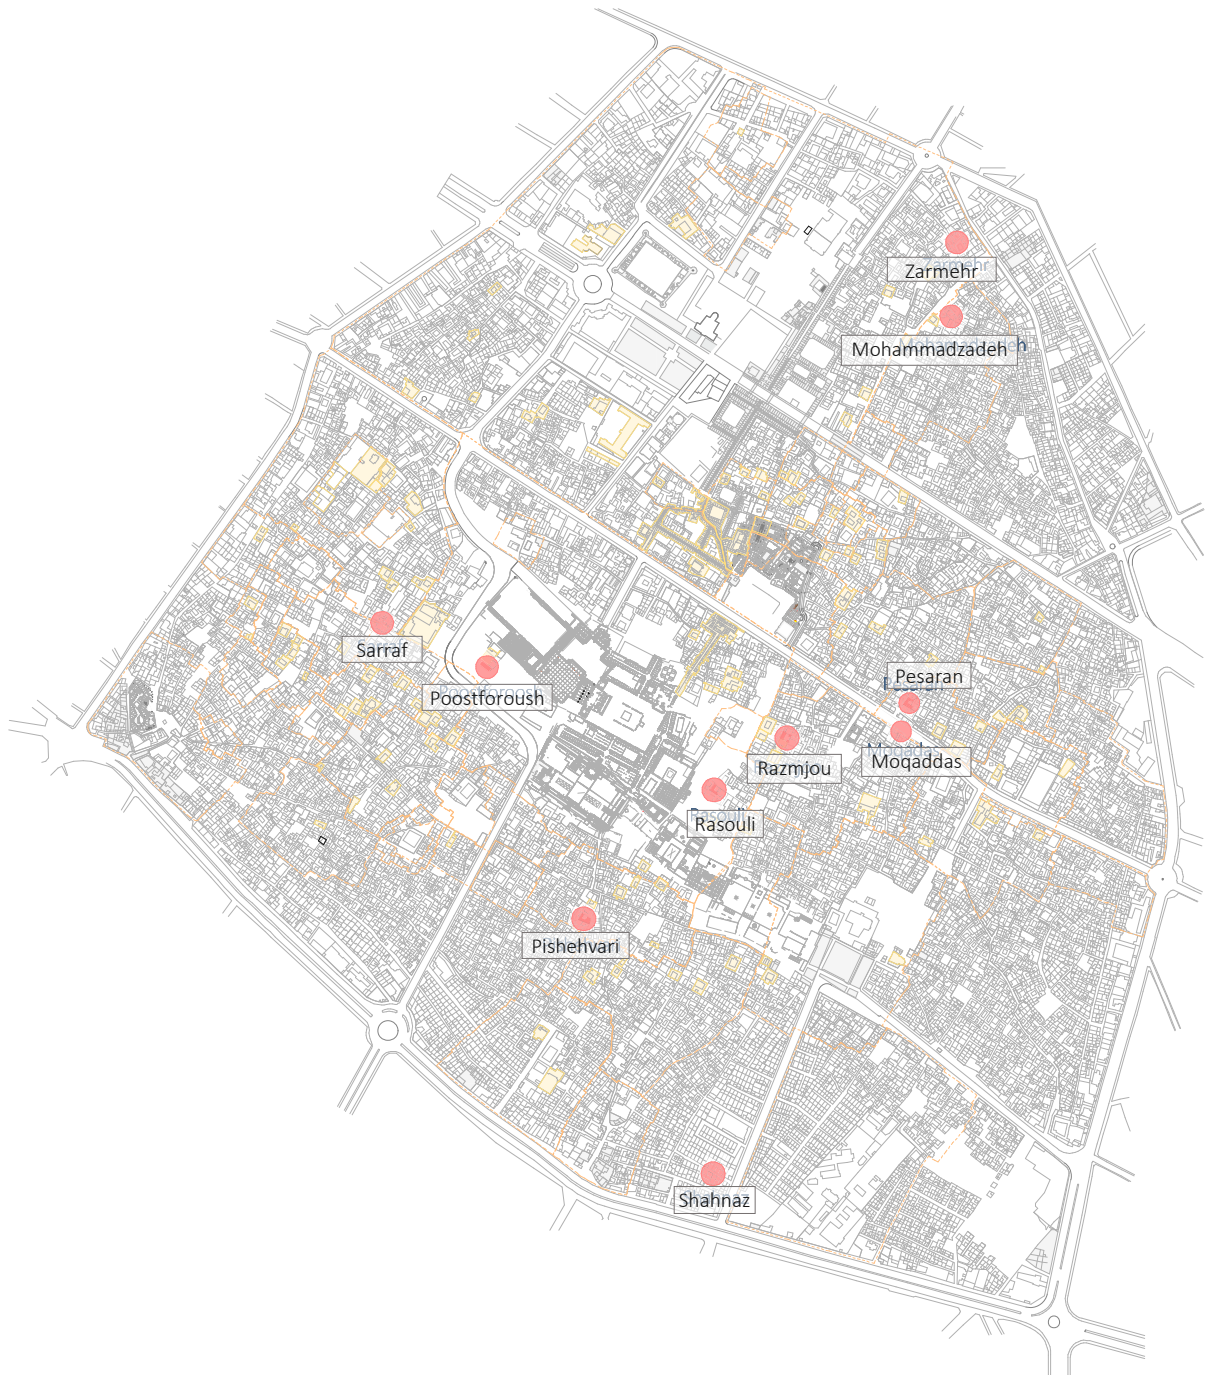 Zarmehr
Mohammadzadeh
Sarraf
Poostforoush
Pesaran
Moqaddas
Razmjou
Rasouli
Pishehvari
Shahnaz